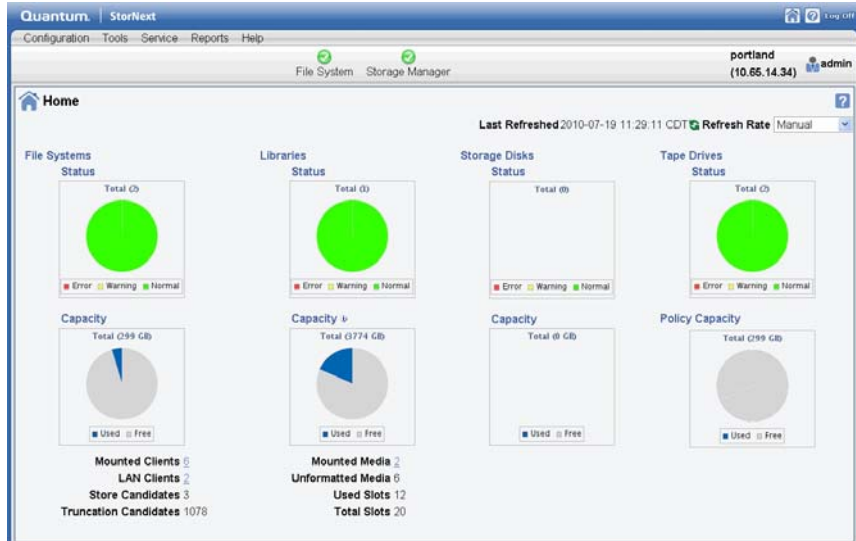 Quantum. StorNext Log Off
Configuration Tools Service Reports Help
File System Storage Manager
portland
(10.65.14.34)
admin
Home
Last Refreshed 2010-07-19 11:29:11 CDT Refresh Rate Manual
File Systems
Status
Total (2)
Error Warning Normal
Capacity
Total (299 GB)
Used Free
Mounted Clients 6
LAN Clients 2
Store Candidates 3
Truncation Candidates 1078
Libraries
Status
Total (1)
Error Warning Normal
Capacity
Total (3774 GB)
Used Free
Mounted Media 2
Unformatted Media 6
Used Slots 12
Total Slots 20
Storage Disks
Status
Total (0)
Error Warning Normal
Capacity
Total (0 GB)
Used Free
Tape Drives
Status
Total (2)
Error Warning Normal
Policy Capacity
Total (299 GB)
Used Free